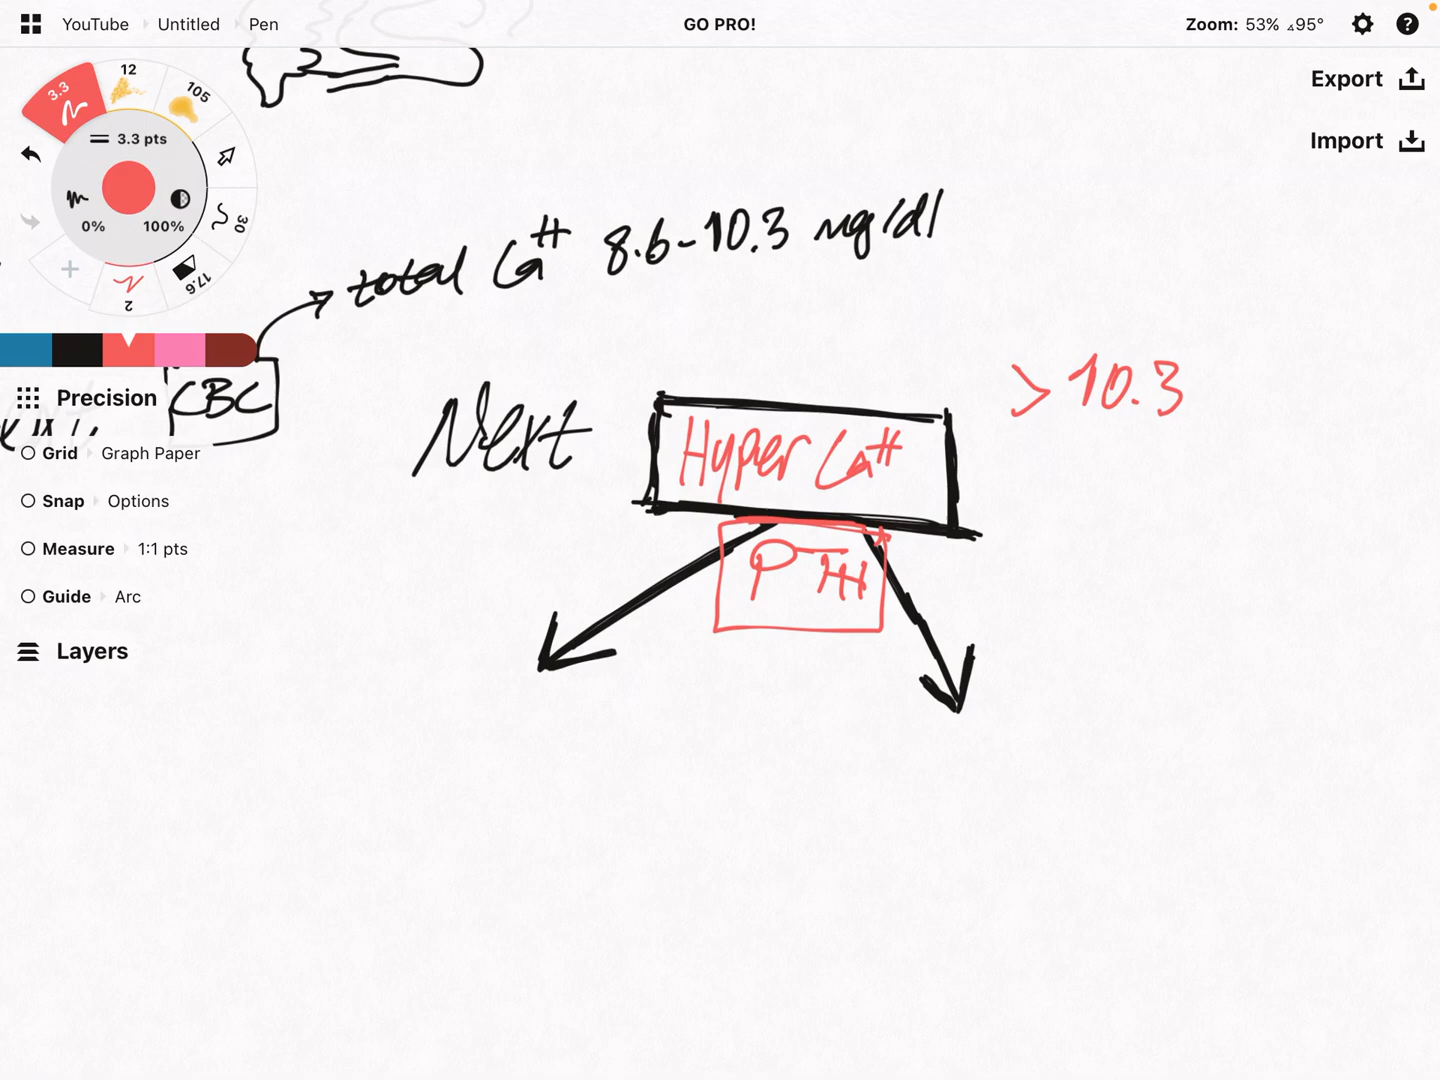 YouTube Untitled Pen
GO PRO!
Zoom: 53% ⊿95°
Export
Import
3.3
12
105
30
17.6
2
3.3 pts
0% 100%
total Ca++ 8.6-10.3 mg/dl
Precision
CBC
Grid Graph Paper
Snap Options
Measure 1:1 pts
Guide Arc
Layers
Next
Hyper Ca++
> 10.3
PTH